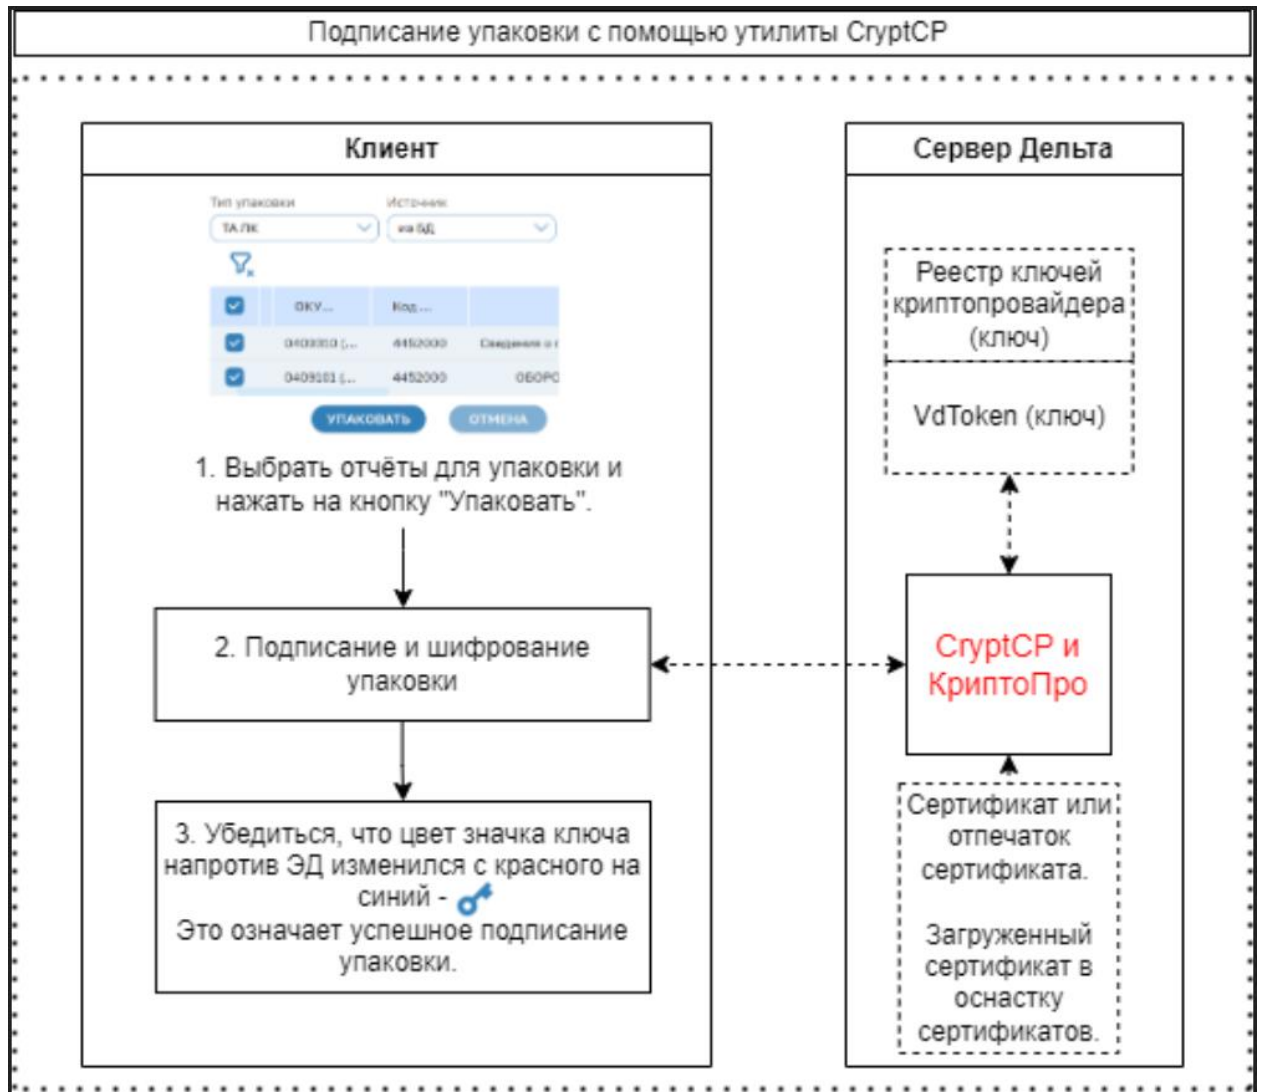 Подписание упаковки с помощью утилиты CryptCP
Клиент
Тип упаковки
Источник
ТА ЛК
из БД
ОКУ...
Код ...
4452000
Сведения о
0409101 (...
4452000
ОБОРО
УПАКОВАТЬ
ОТМЕНА
1. Выбрать отчёты для упаковки и
нажать на кнопку "Упаковать".
2. Подписание и шифрование
упаковки
3. Убедиться, что цвет значка ключа
напротив ЭД изменился с красного на
синий -
Это означает успешное подписание
упаковки.
Сервер Дельта
Реестр ключей
криптопровайдера
(ключ)
VdToken (ключ)
CryptCP и
КриптоПро
Сертификат или
отпечаток
сертификата.
Загруженный
сертификат в
оснастку
сертификатов.